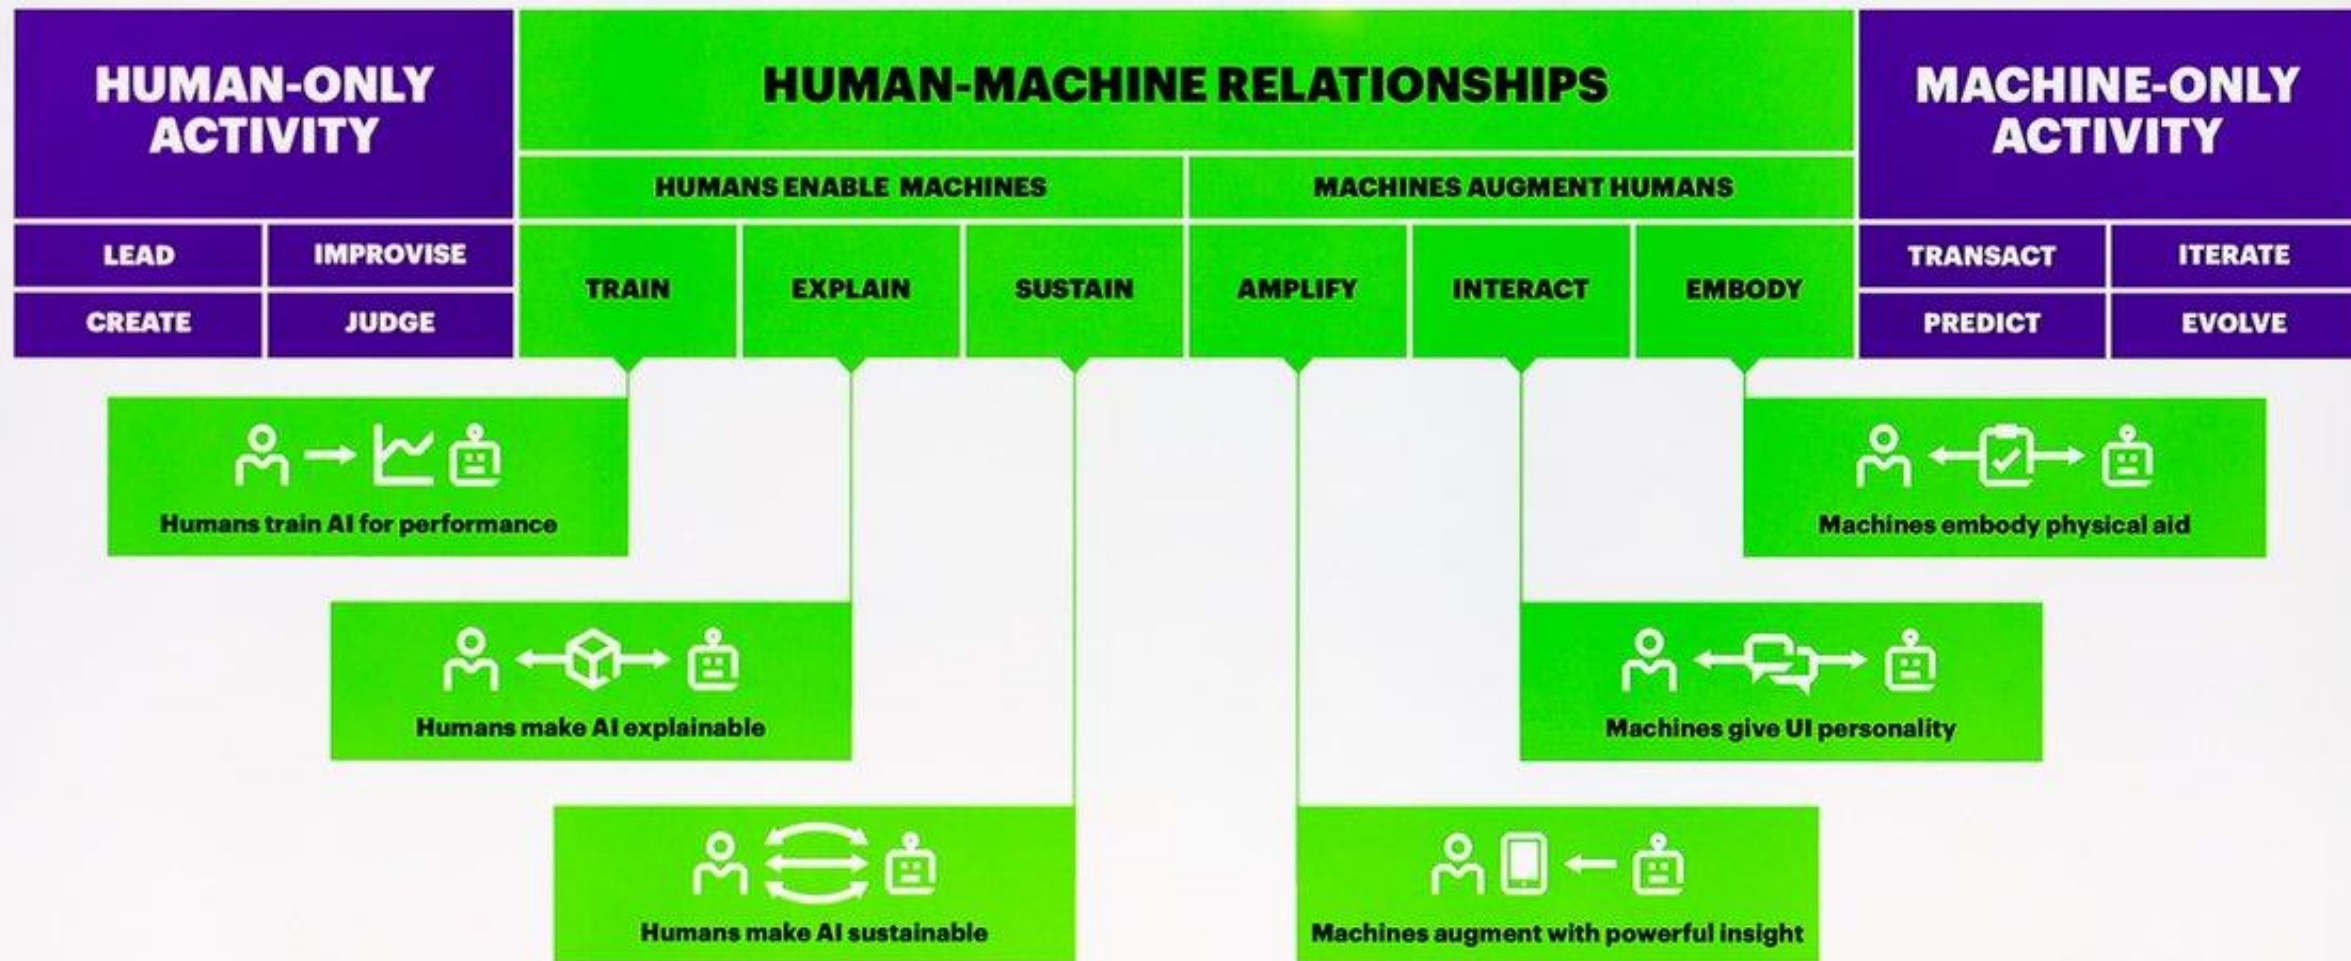 HUMAN-ONLY
ACTIVITY
HUMAN-MACHINE RELATIONSHIPS
MACHINE-ONLY
ACTIVITY
HUMANS ENABLE MACHINES
MACHINES AUGMENT HUMANS
LEAD
IMPROVISE
CREATE
JUDGE
TRAIN
EXPLAIN
SUSTAIN
AMPLIFY
INTERACT
EMBODY
TRANSACT
ITERATE
PREDICT
EVOLVE
Humans train AI for performance
Machines embody physical aid
Humans make AI explainable
Machines give UI personality
Humans make AI sustainable
Machines augment with powerful insight